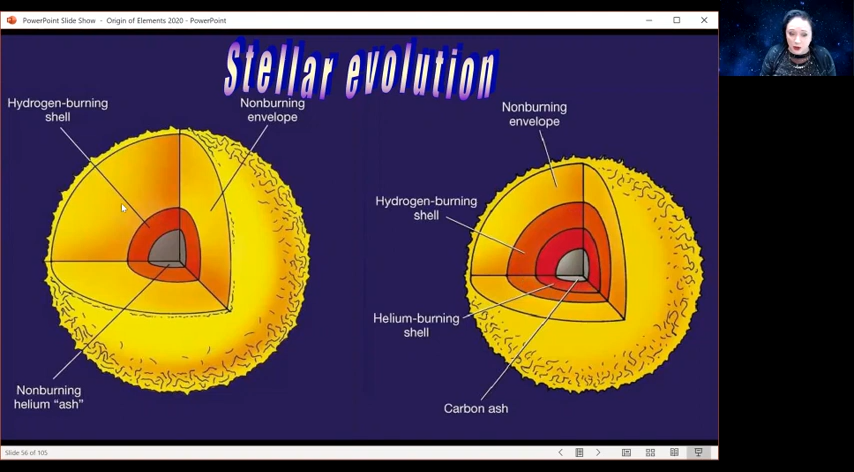 PowerPoint Slide Show - Origin of Elements 2020 - PowerPoint
Stellar evolution
Hydrogen-burning
shell
Nonburning
envelope
Nonburning
helium "ash"
Nonburning
envelope
Hydrogen-burning
shell
Helium-burning
shell
Carbon ash
Slide 56 of 105